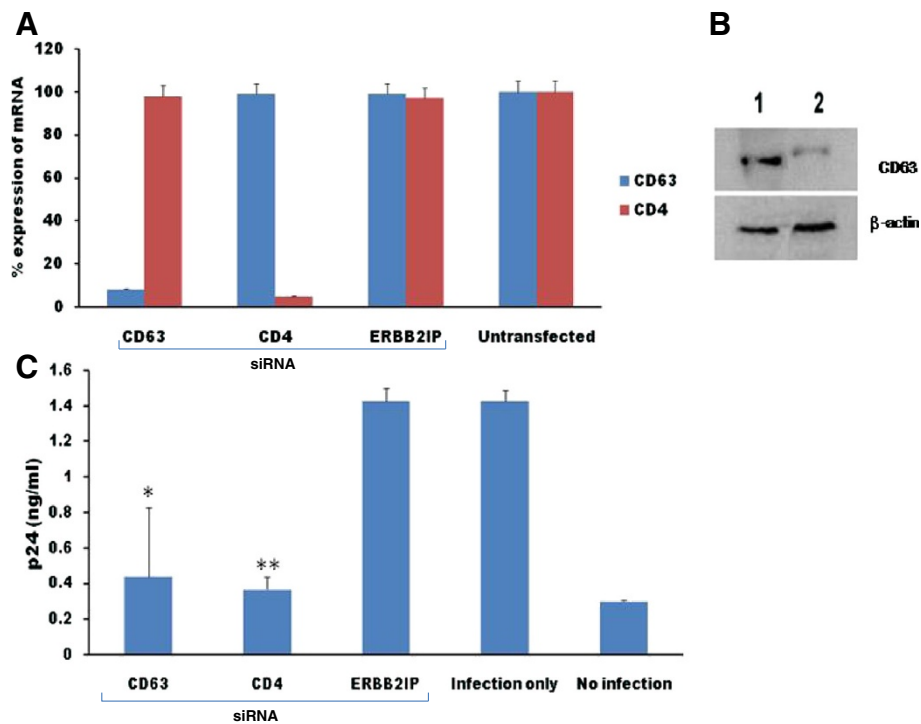 A
120
100
80
60
40
20
0
% expression of mRNA
CD63
CD4
CD63 CD4 ERBB2IP Untransfected
siRNA
B
1 2
CD63
β-actin
C
1.6
1.4
1.2
1
0.8
0.6
0.4
0.2
0
p24 (ng/ml)
*
**
CD63 CD4 ERBB2IP Infection only No infection
siRNA